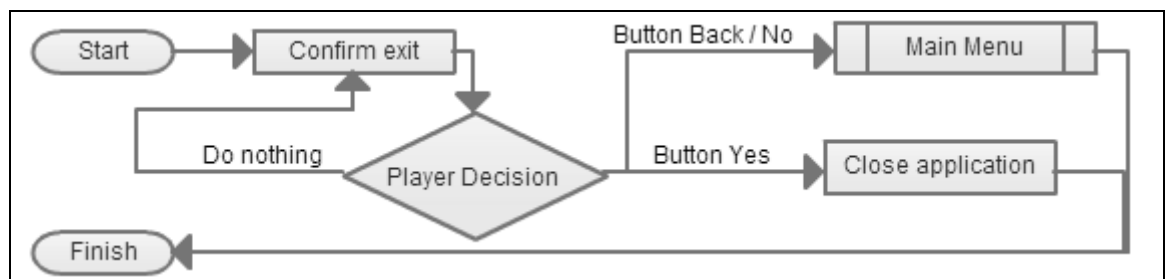 Start
Confirm exit
Button Back / No
Main Menu
Do nothing
Player Decision
Button Yes
Close application
Finish